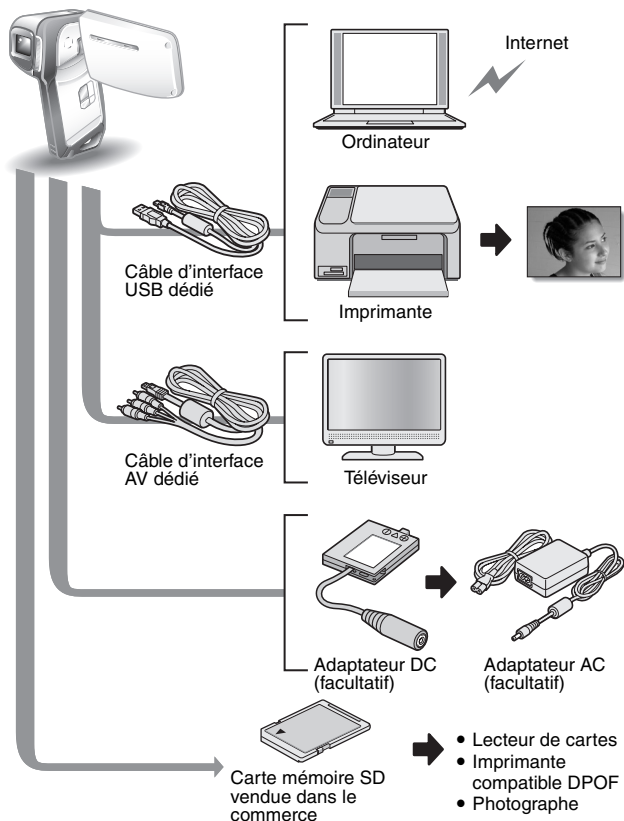 Internet
Ordinateur
Câble d'interface
USB dédié
Imprimante
Câble d'interface
AV dédié
Téléviseur
Adaptateur DC
(facultatif)
Adaptateur AC
(facultatif)
Carte mémoire SD
vendue dans le
commerce
• Lecteur de cartes
• Imprimante
compatible DPOF
• Photographe